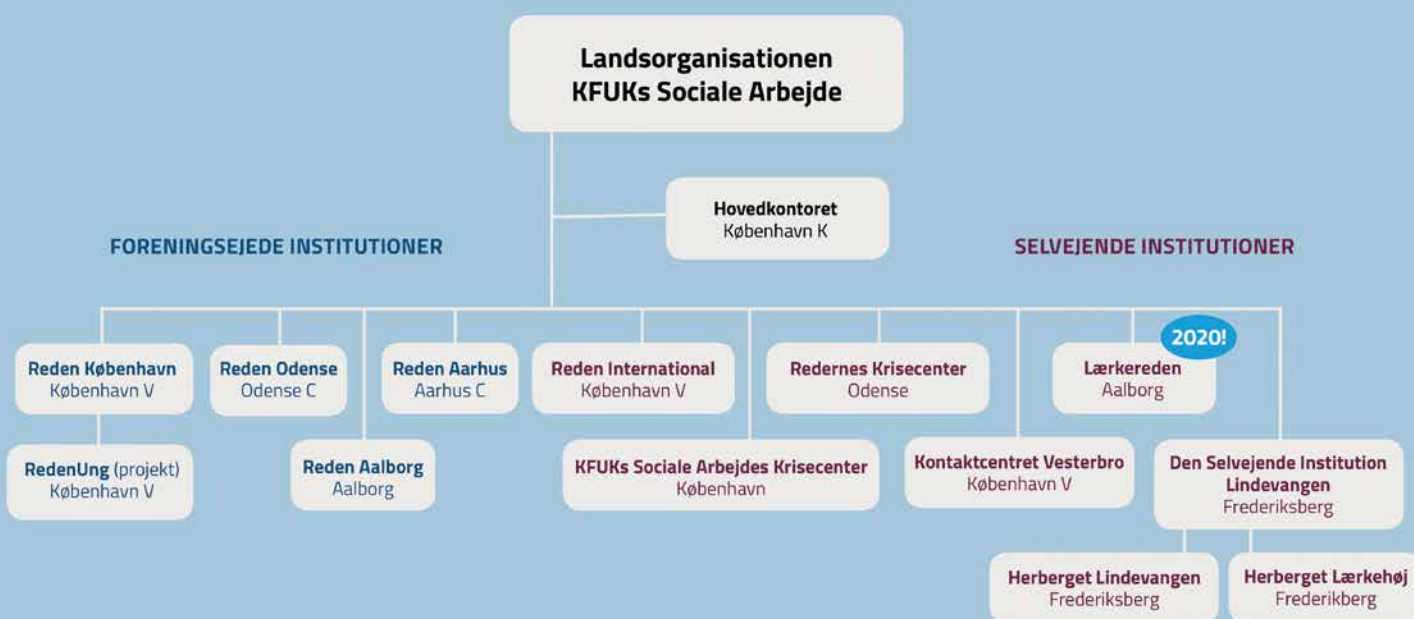 Landsorganisationen
KFUKs Sociale Arbejde
Hovedkontoret
København K
FORENINGSEJEDE INSTITUTIONER
SELVEJENDE INSTITUTIONER
2020!
Reden København
København V
Reden Odense
Odense C
Reden Aarhus
Aarhus C
Reden International
København V
Redernes Krisecenter
Odense
Lærkereden
Aalborg
RedenUng (projekt)
København V
Reden Aalborg
Aalborg
KFUKs Sociale Arbejdes Krisecenter
København
Kontaktcentret Vesterbro
København V
Den Selvejende Institution
Lindevangen
Frederiksberg
Herberget Lindevangen
Frederiksberg
Herberget Lærkehøj
Frederikberg